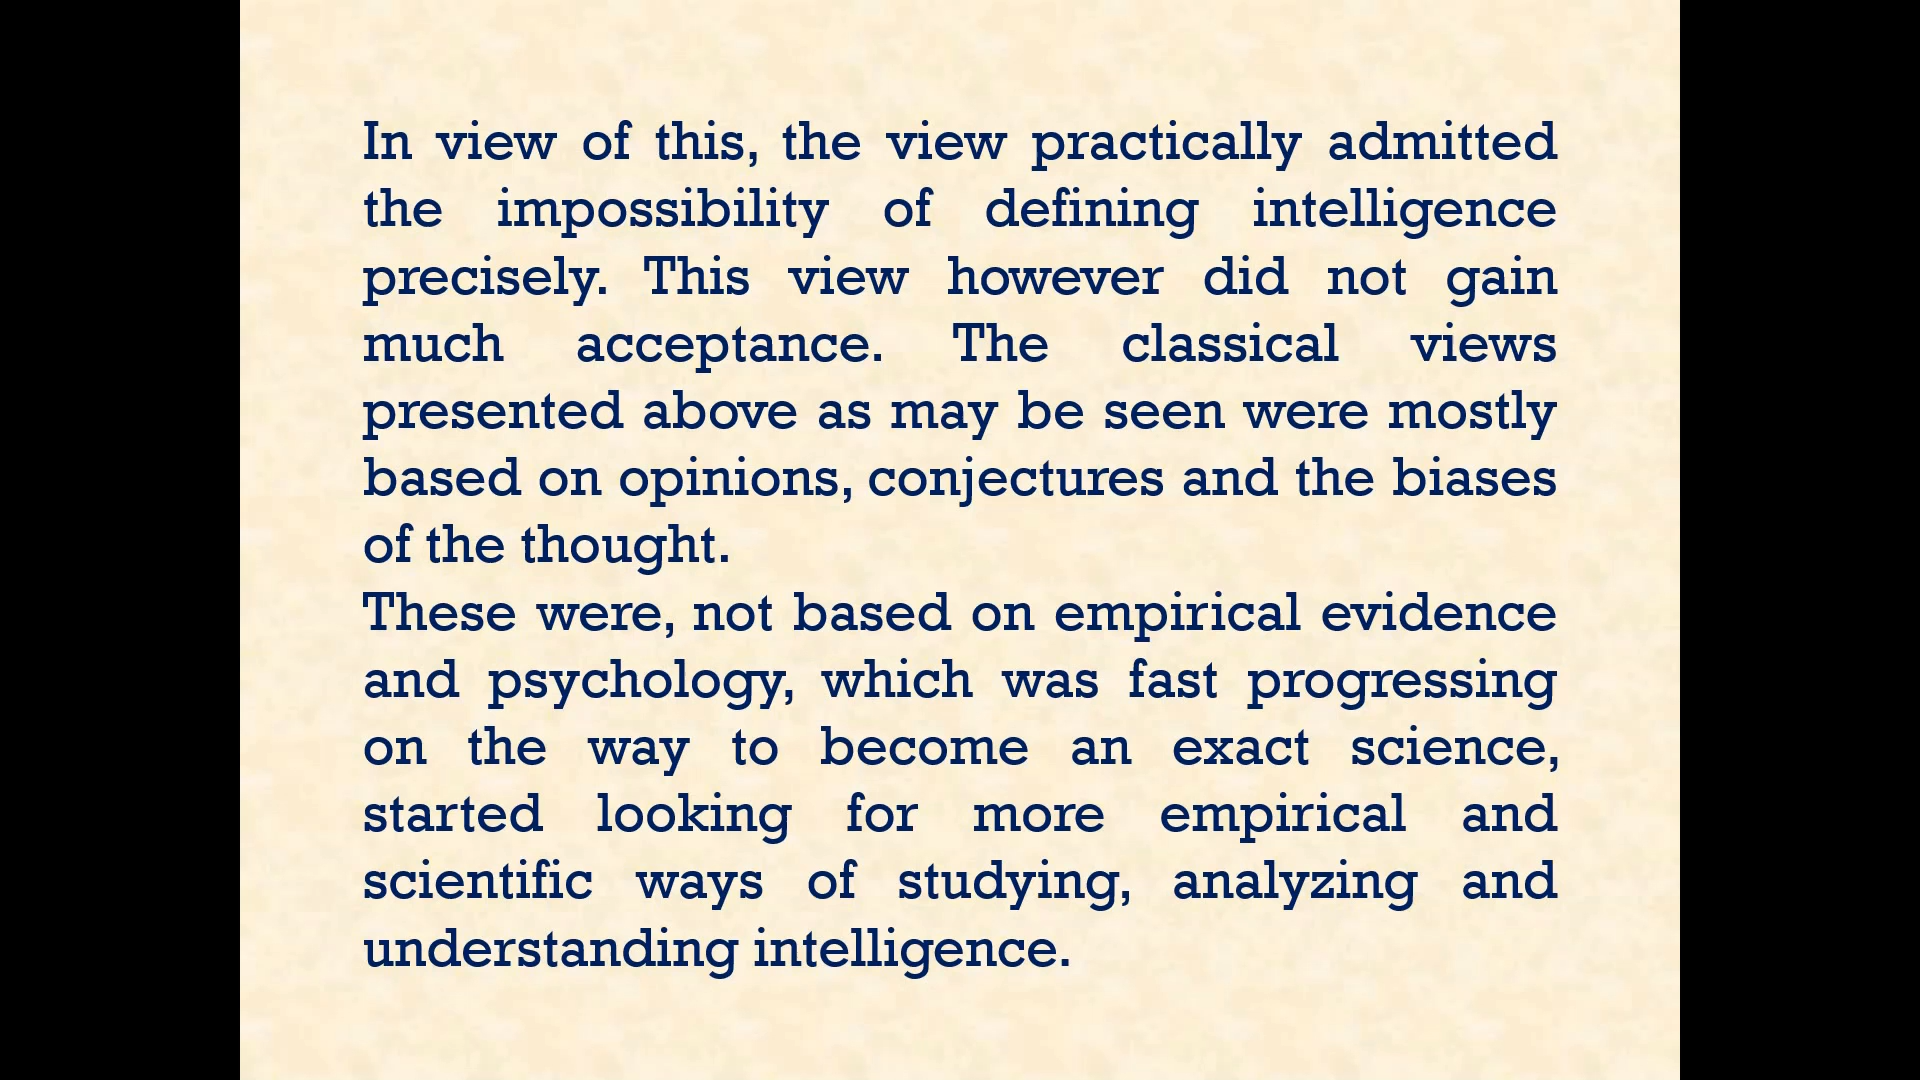 In view of this, the view practically admitted
the impossibility of defining intelligence
precisely. This view however did not gain
much acceptance. The classical views
presented above as may be seen were mostly
based on opinions, conjectures and the biases
of the thought.
These were, not based on empirical evidence
and psychology, which was fast progressing
on the way to become an exact science,
started looking for more empirical and
scientific ways of studying, analyzing and
understanding intelligence.